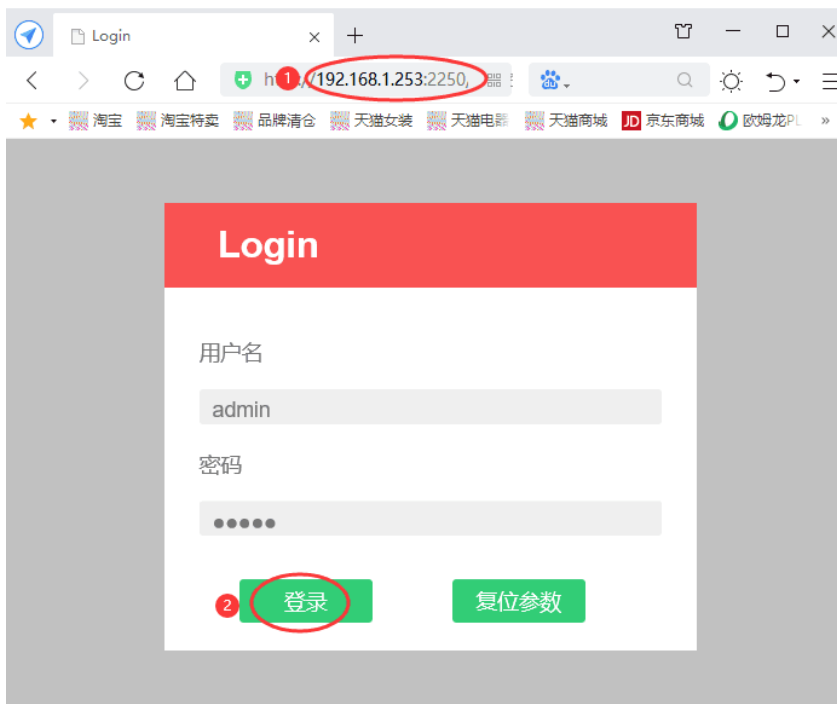 Login
1
192.168.1.253:2250,
淘宝 淘宝特卖 品牌清仓 天猫女装 天猫电器 天猫商城 JD 京东商城 欧姆龙PL
Login
用户名
admin
密码
●●●●●
2 登录 复位参数